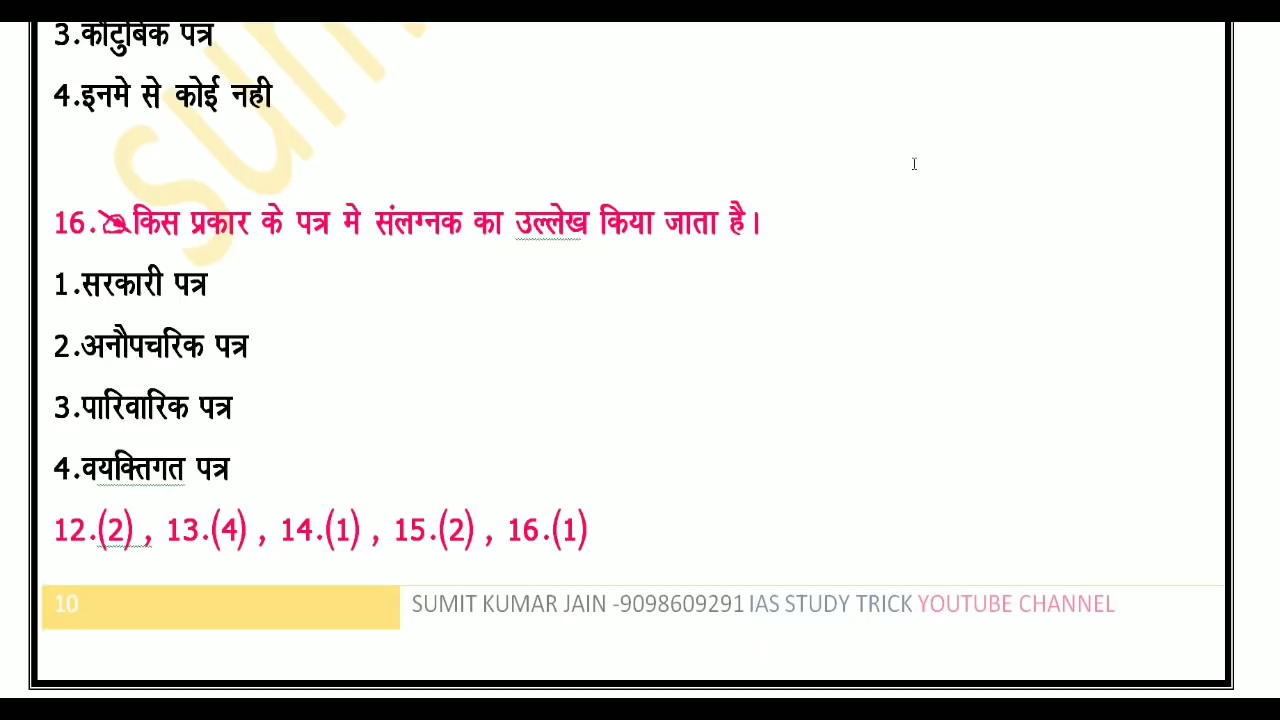 3.कौटुबिक पत्र
4.इनमे से कोई नही
16.किस प्रकार के पत्र मे संलग्नक का उल्लेख किया जाता है।
1.सरकारी पत्र
2.अनौपचरिक पत्र
3.पारिवारिक पत्र
4.वयक्तिगत पत्र
12.(2) , 13.(4) , 14.(1) , 15.(2) , 16.(1)
10 SUMIT KUMAR JAIN -9098609291 IAS STUDY TRICK YOUTUBE CHANNEL